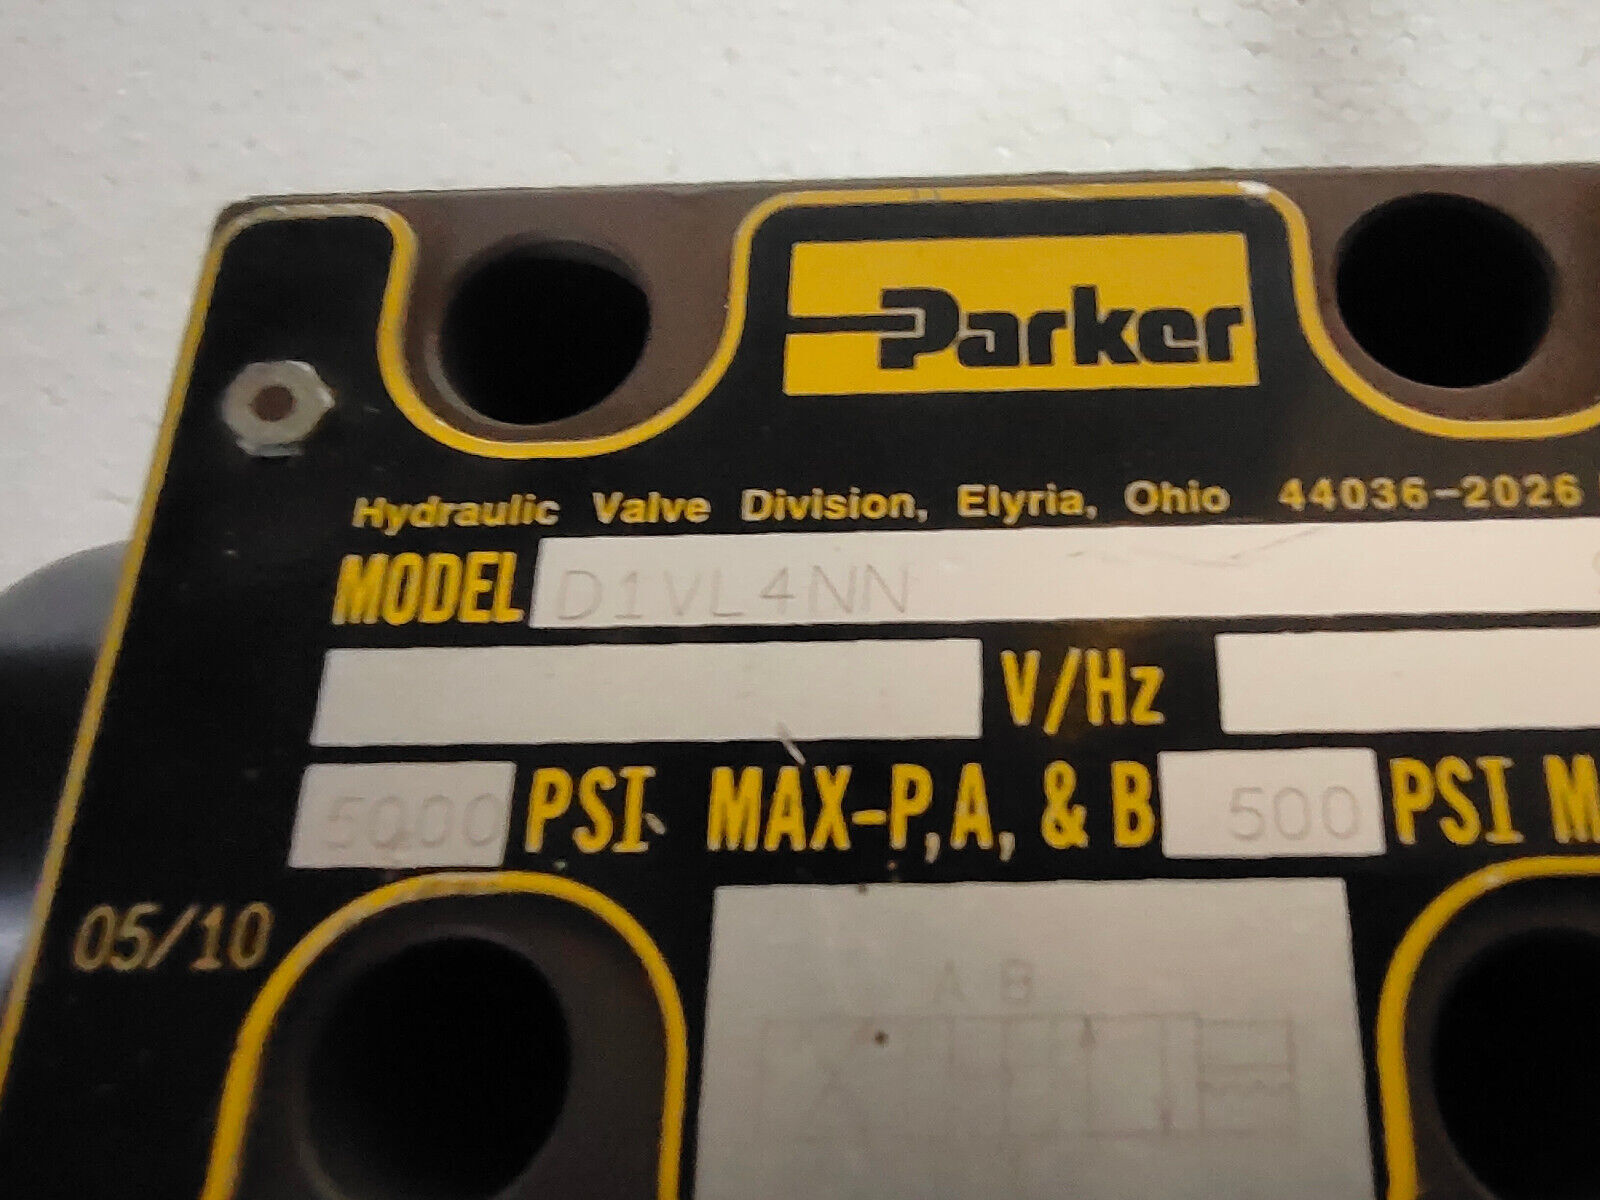 Parker
Hydraulic Valve Division, Elyria, Ohio 44036-2026
MODEL D1VL4NN
V/Hz
5000 PSI MAX-P,A, & B 500 PSI M
05/10
A B